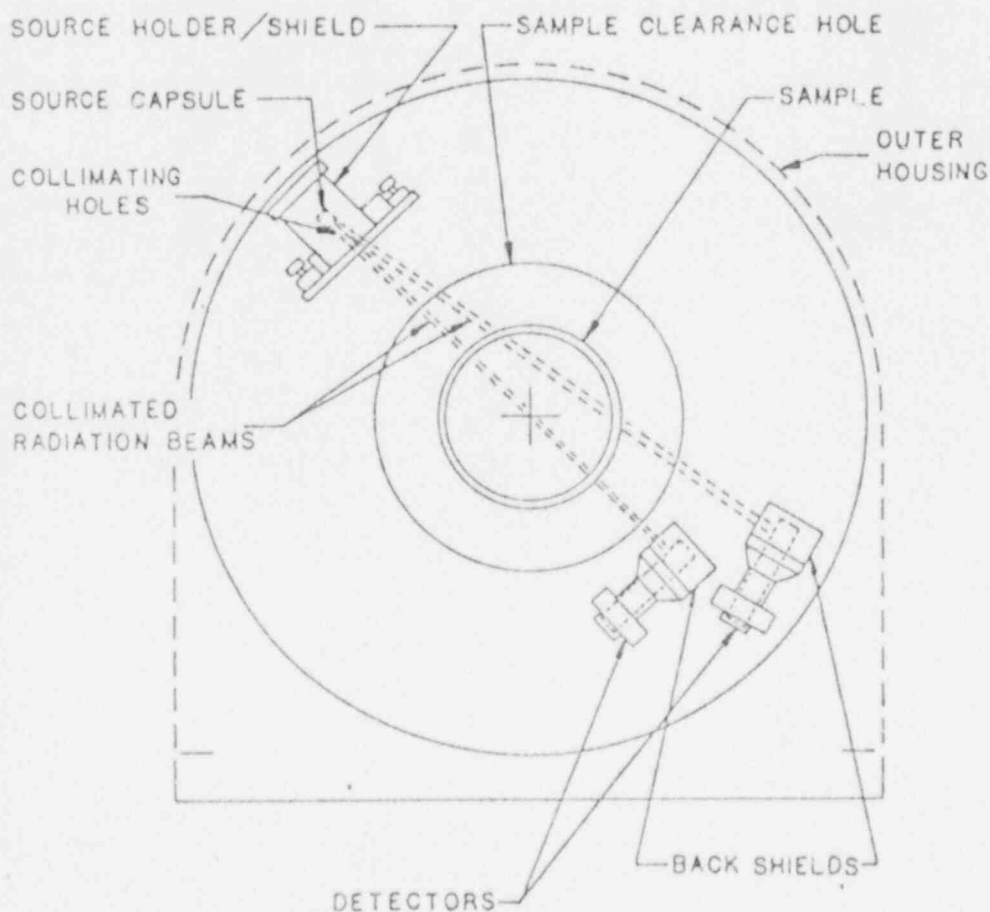 SOURCE HOLDER/SHIELD
SAMPLE CLEARANCE HOLE
SOURCE CAPSULE
SAMPLE
OUTER
HOUSING
COLLIMATING
HOLES
COLLIMATED
RADIATION BEAMS
BACK SHIELDS
DETECTORS